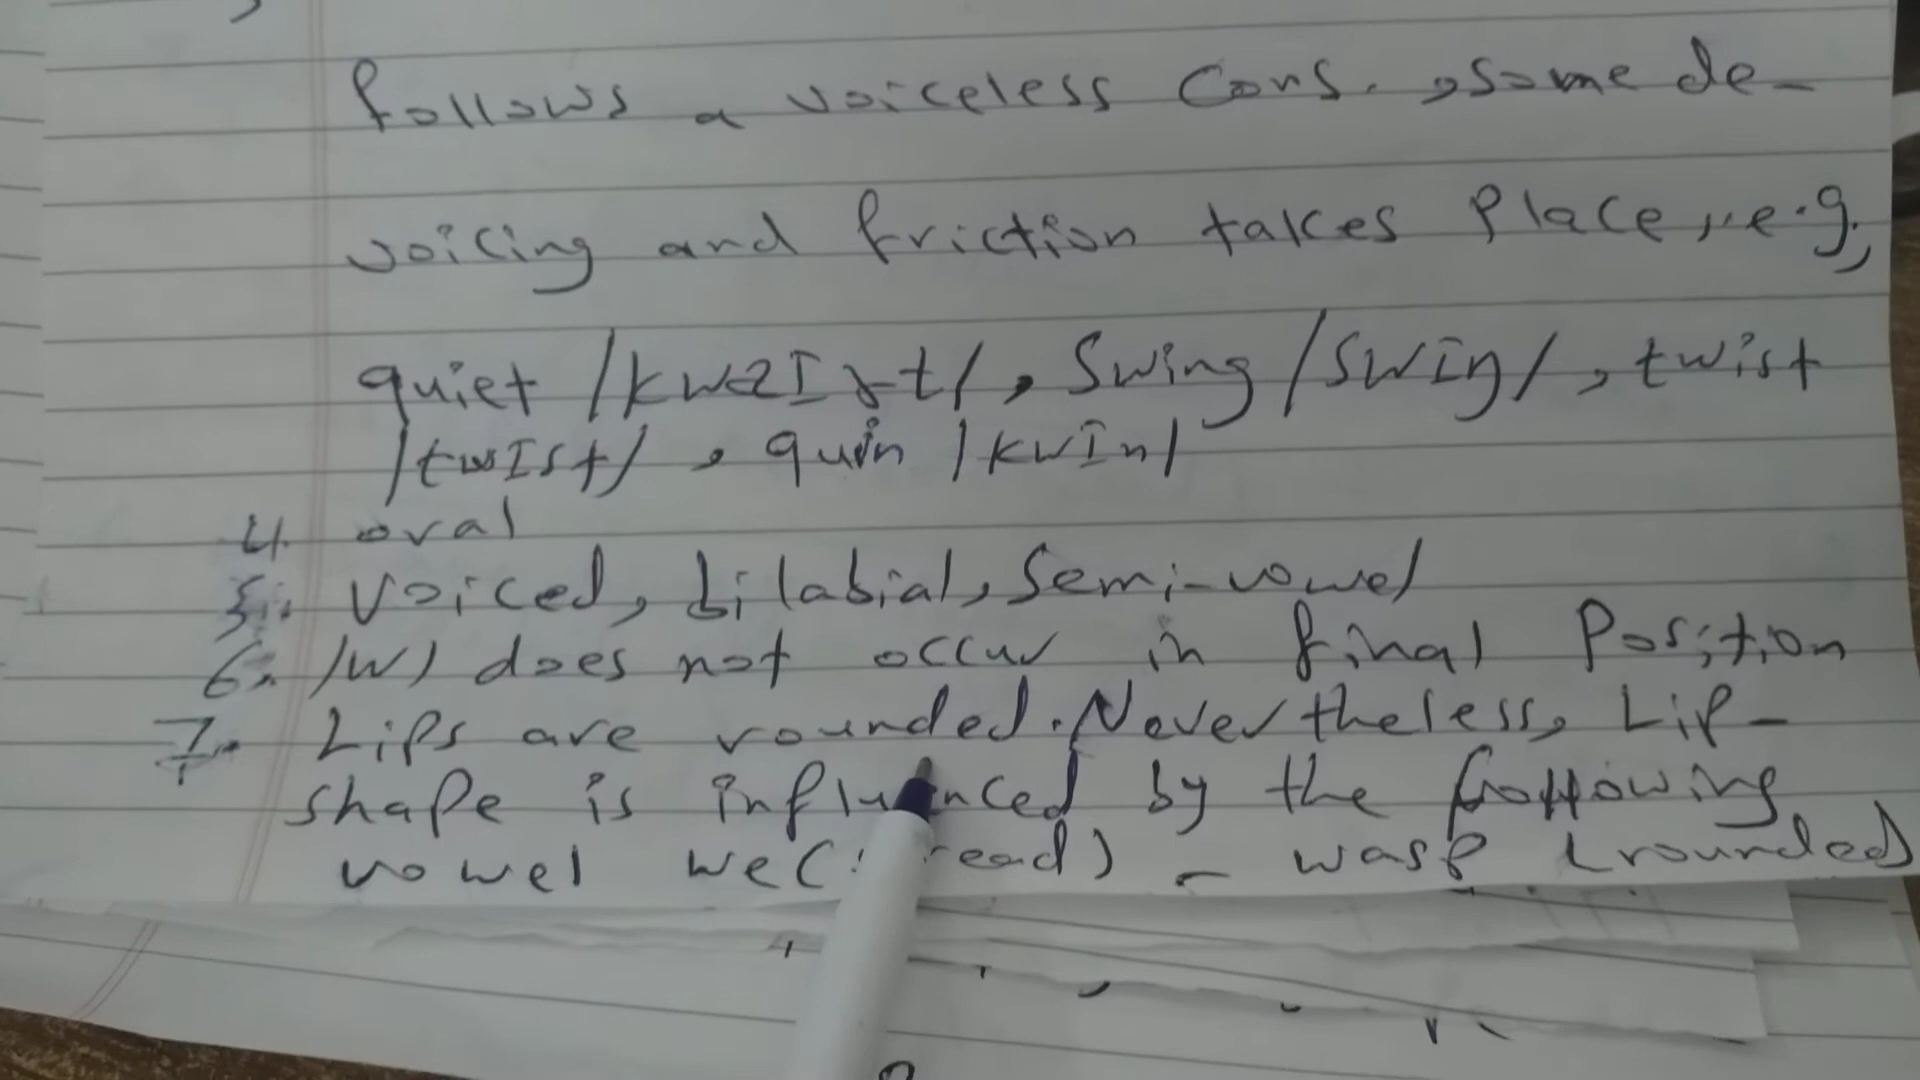 follows a voiceless Cons., some de-
voicing and friction takes place, e.g.,
quiet /kwaIət/, Swing /SWIŋ/, twist
/twIst/, quin /kwIn/
4. oval
5. Voiced, bilabial, Semi-vowel
6. /W/ does not occur in final Position
7. Lips are rounded. Nevertheless, Lip-
shape is influenced by the following
vowel we( - wasp (rounded)